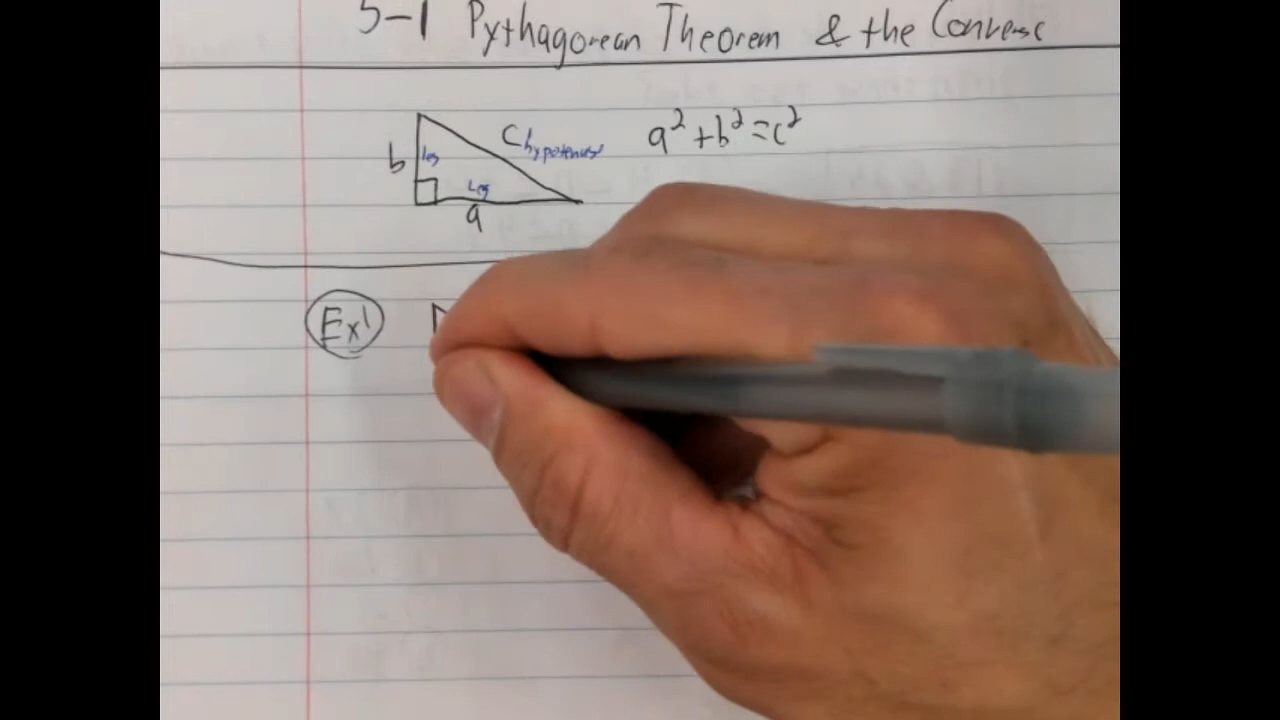 5-1 Pythagorean Theorem & the Converse
b leg c hypotenuse a²+b²=c²
Leg
a
Ex1